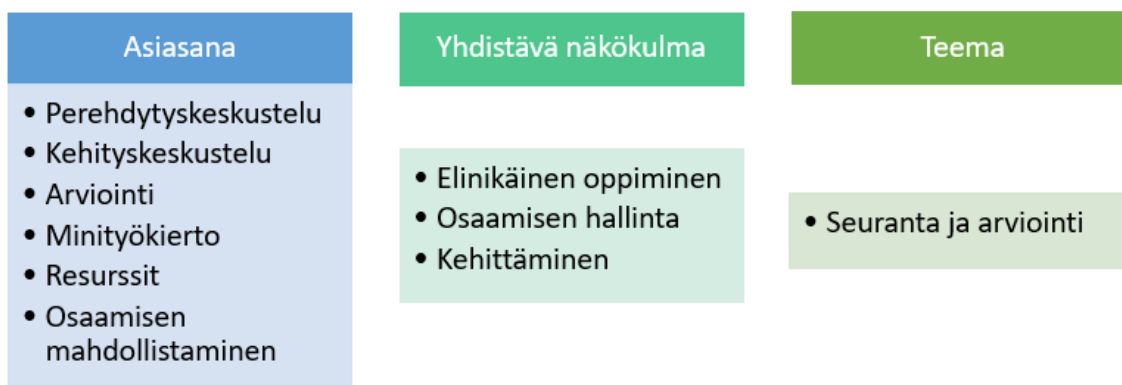 Asiasana
• Perehdytyskeskustelu
• Kehityskeskustelu
• Arviointi
• Minityökierto
• Resurssit
• Osaamisen
mahdollistaminen
Yhdistävä näkökulma
• Elinikäinen oppiminen
• Osaamisen hallinta
• Kehittäminen
Teema
• Seuranta ja arviointi